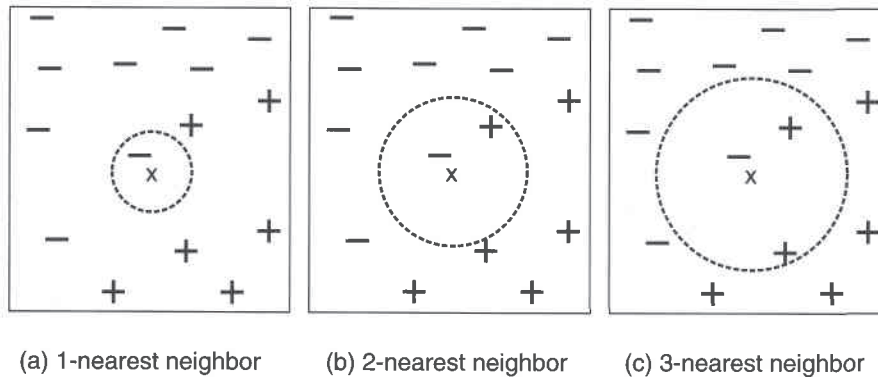 x
x
x
(a) 1-nearest neighbor
(b) 2-nearest neighbor
(c) 3-nearest neighbor